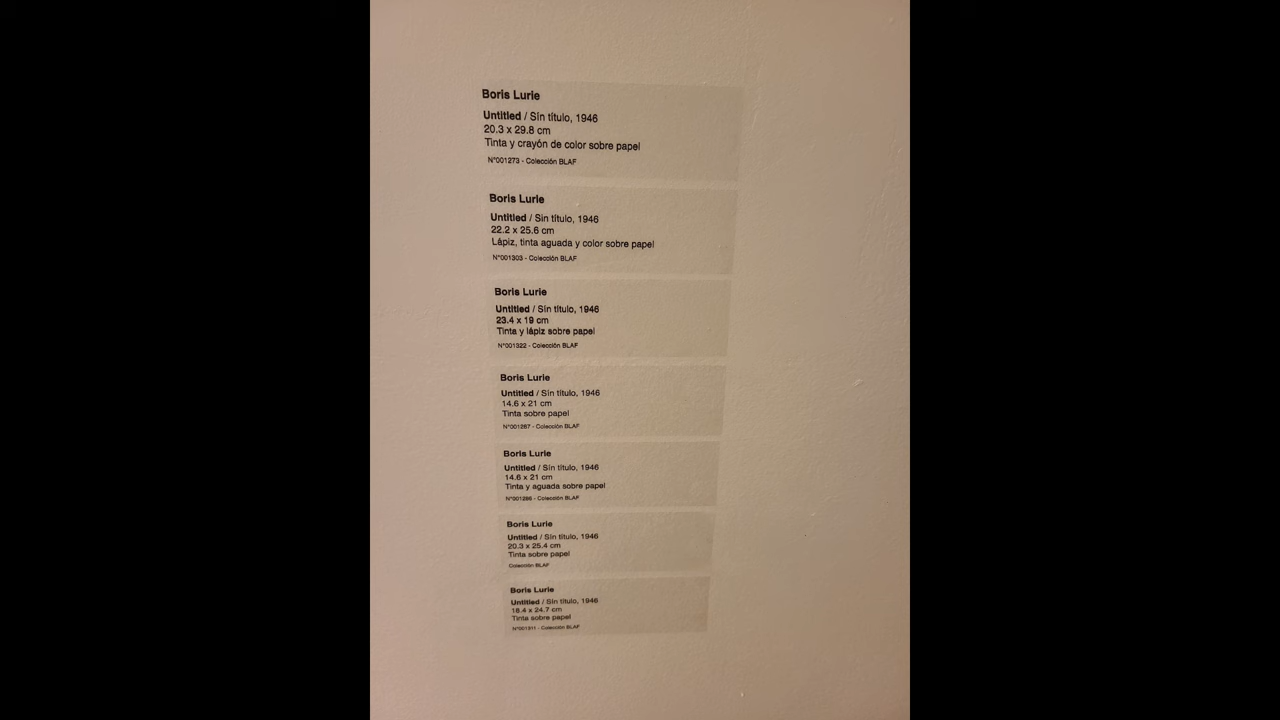 Boris Lurie
Untitled / Sin título, 1946
20.3 x 29.8 cm
Tinta y crayón de color sobre papel
N°001273 - Colección BLAF
Boris Lurie
Untitled / Sin título, 1946
22.2 x 25.6 cm
Lápiz, tinta aguada y color sobre papel
N°001303 - Colección BLAF
Boris Lurie
Untitled / Sin título, 1946
23.4 x 19 cm
Tinta y lápiz sobre papel
N°001322 - Colección BLAF
Boris Lurie
Untitled / Sin título, 1946
14.6 x 21 cm
Tinta sobre papel
N°001267 - Colección BLAF
Boris Lurie
Untitled / Sin título, 1946
14.6 x 21 cm
Tinta y aguada sobre papel
N°001286 - Colección BLAF
Boris Lurie
Untitled / Sin título, 1946
20.3 x 25.4 cm
Tinta sobre papel
Colección BLAF
Boris Lurie
Untitled / Sin título, 1946
18.4 x 24.7 cm
Tinta sobre papel
N°001311 - Colección BLAF